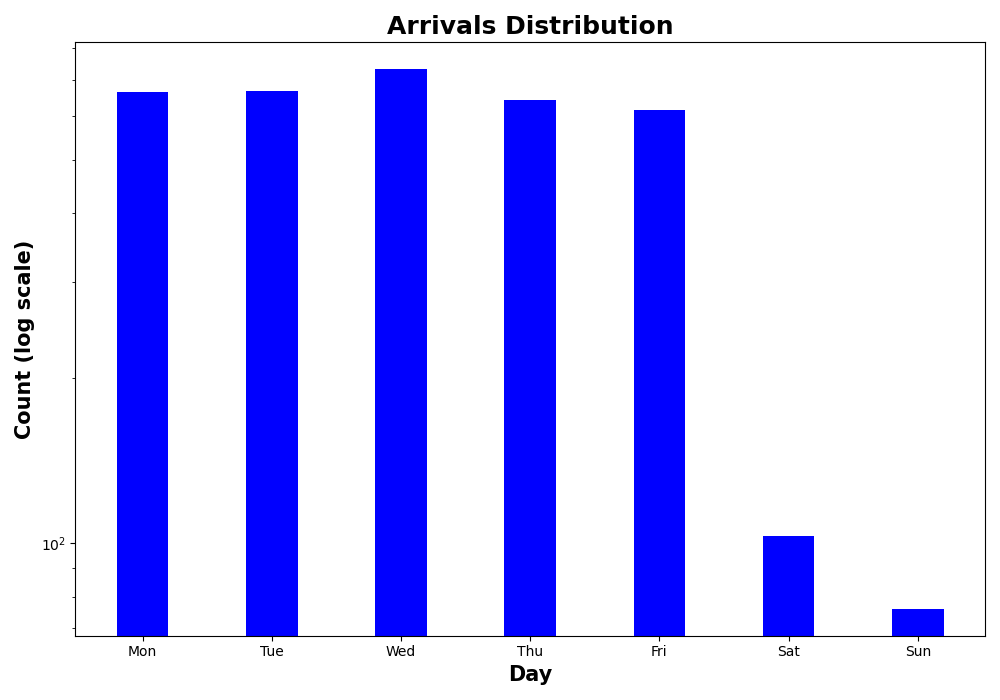 Arrivals Distribution
Count (log scale)
10²
Mon Tue Wed Thu Fri Sat Sun
Day